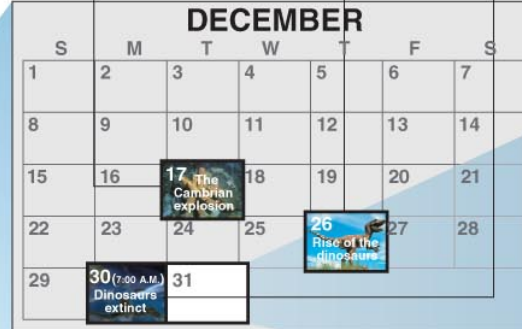 DECEMBER
S M T W T F S
1 2 3 4 5 6 7
8 9 10 11 12 13 14
15 16 17 The Cambrian explosion 18 19 20 21
22 23 24 25 26 Rise of the dinosaurs 27 28
29 30 (7:00 A.M.) Dinosaurs extinct 31